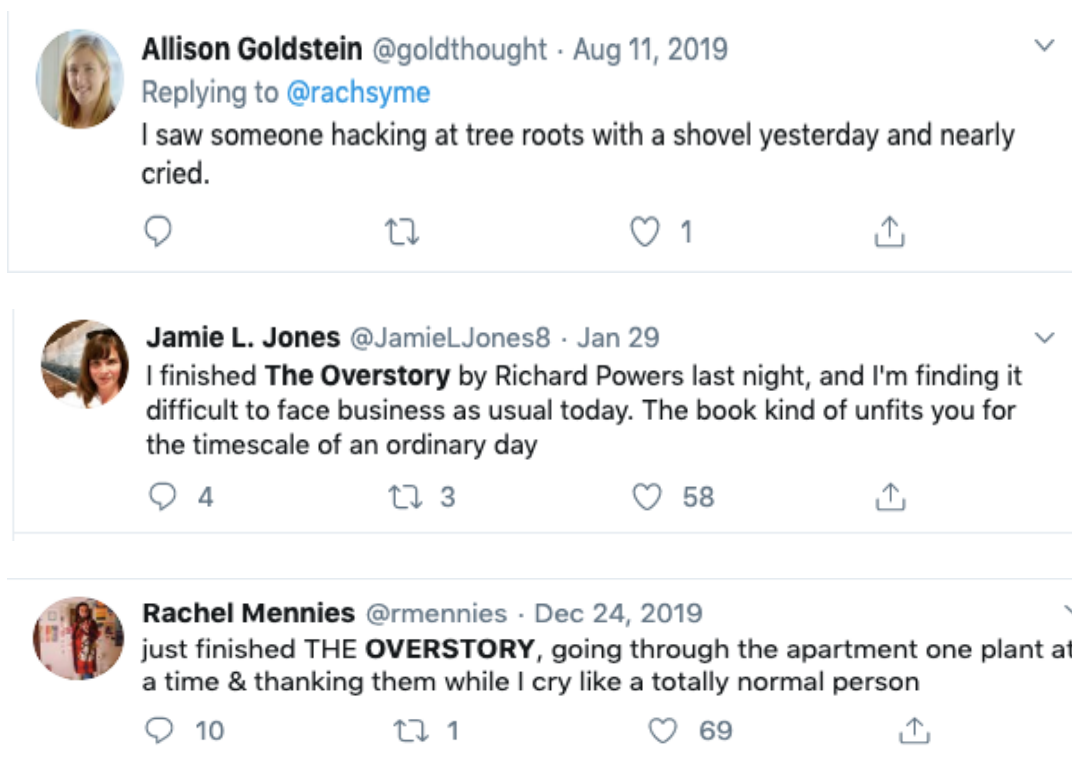 Allison Goldstein @goldthought · Aug 11, 2019
Replying to @rachsyme
I saw someone hacking at tree roots with a shovel yesterday and nearly
cried.
1
Jamie L. Jones @JamieLJones8 · Jan 29
I finished The Overstory by Richard Powers last night, and I'm finding it
difficult to face business as usual today. The book kind of unfits you for
the timescale of an ordinary day
4 3 58
Rachel Mennies @rmennies · Dec 24, 2019
just finished THE OVERSTORY, going through the apartment one plant at
a time & thanking them while I cry like a totally normal person
10 1 69